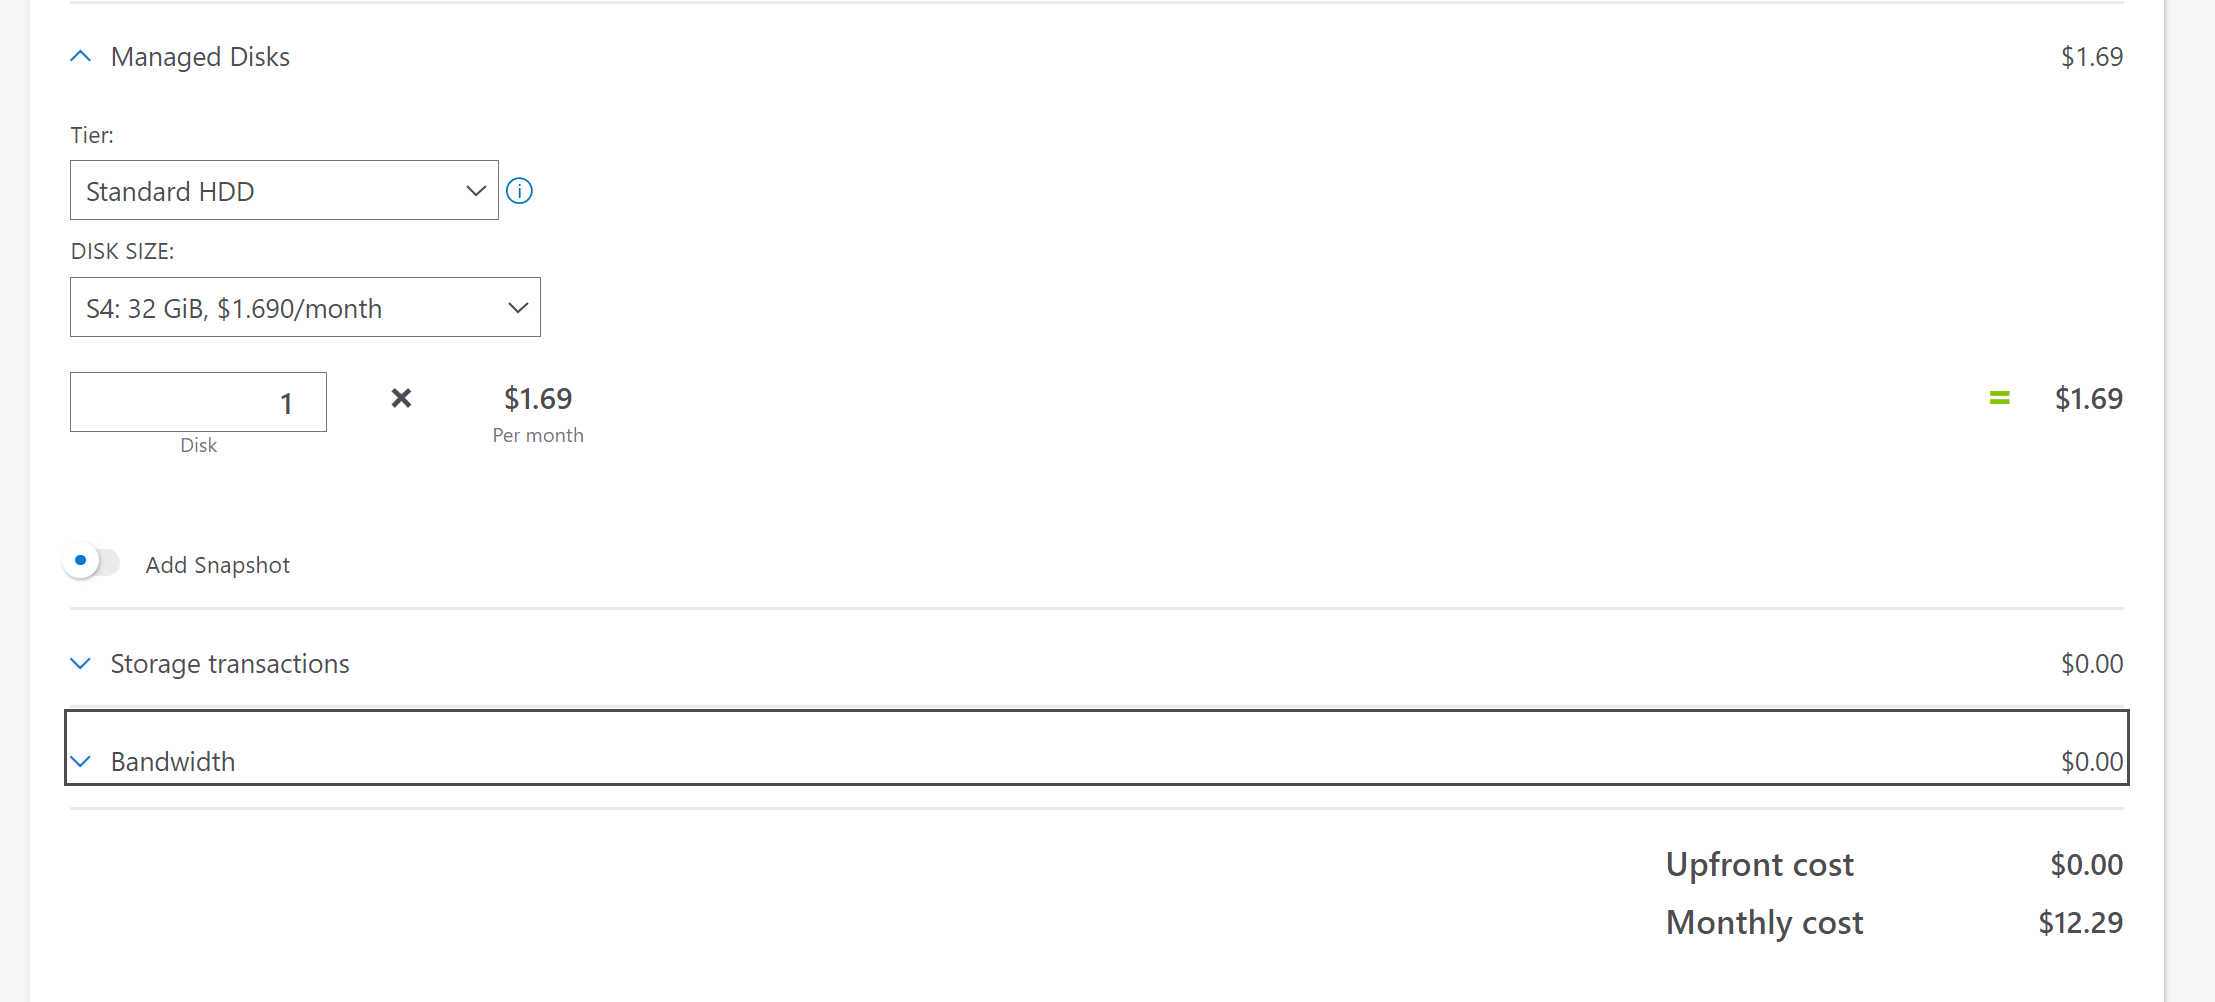 Managed Disks $1.69
Tier:
Standard HDD
DISK SIZE:
S4: 32 GiB, $1.690/month
1 × $1.69 = $1.69
Disk Per month
Add Snapshot
Storage transactions $0.00
Bandwidth $0.00
Upfront cost $0.00
Monthly cost $12.29